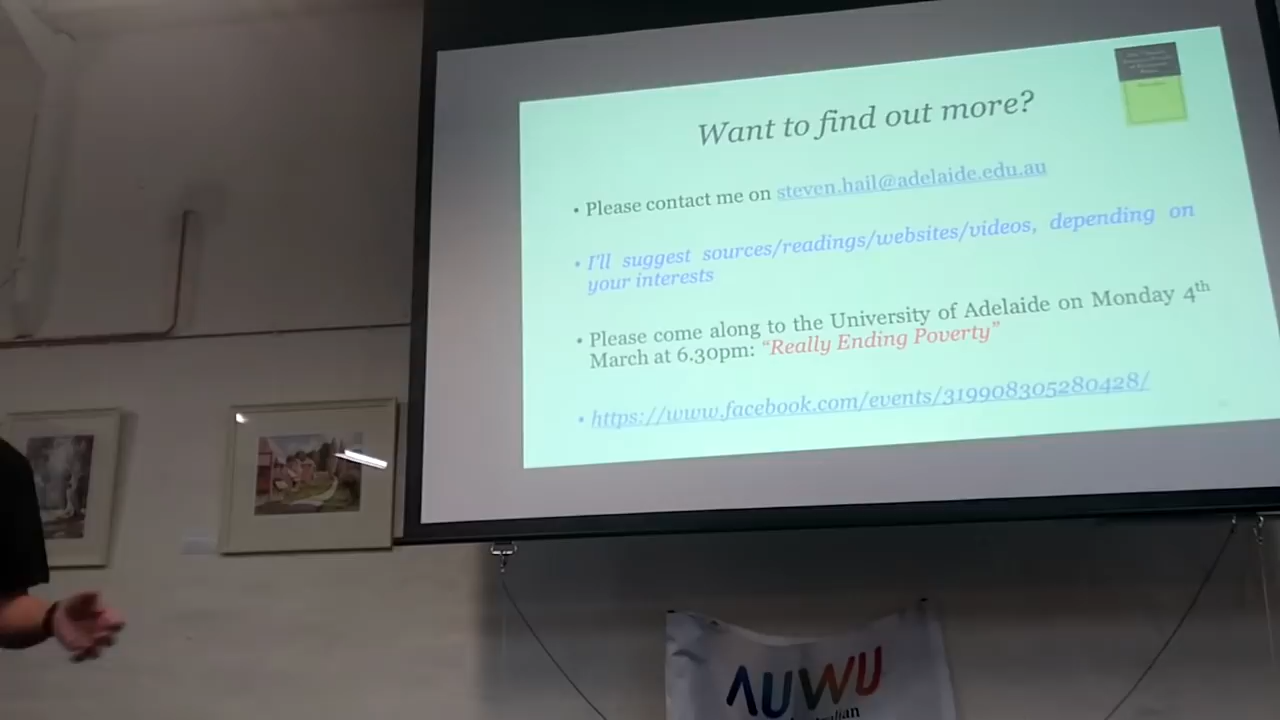 Want to find out more?
• Please contact me on steven.hail@adelaide.edu.au
• I'll suggest sources/readings/websites/videos, depending on
your interests
• Please come along to the University of Adelaide on Monday 4th
March at 6.30pm: “Really Ending Poverty”
• https://www.facebook.com/events/319908305280428/
AUWU
Australian